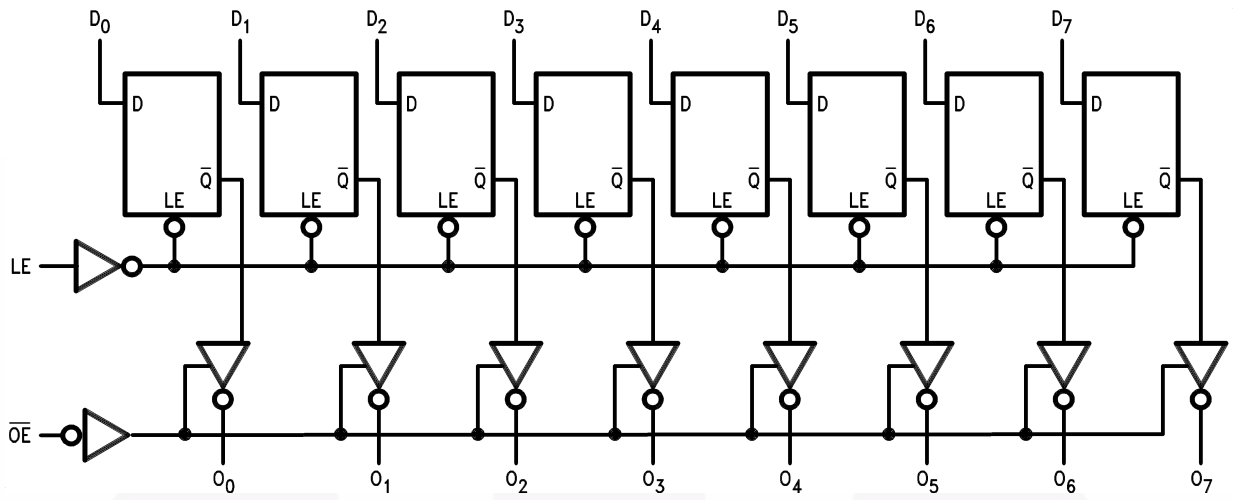 D0 D1 D2 D3 D4 D5 D6 D7
D D D D D D D D
Q̅ Q̅ Q̅ Q̅ Q̅ Q̅ Q̅ Q̅
LE LE LE LE LE LE LE LE
LE
O̅E̅
O0 O1 O2 O3 O4 O5 O6 O7